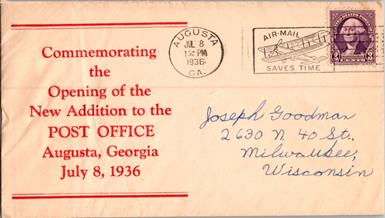 Commemorating
the
Opening of the
New Addition to the
POST OFFICE
Augusta, Georgia
July 8, 1936
AUGUSTA
JUL 8
PM
1936
GA.
AIR-MAIL
SAVES TIME
Joseph Goodman
2630 N 40. St.
Milwaukee,
Wisconsin